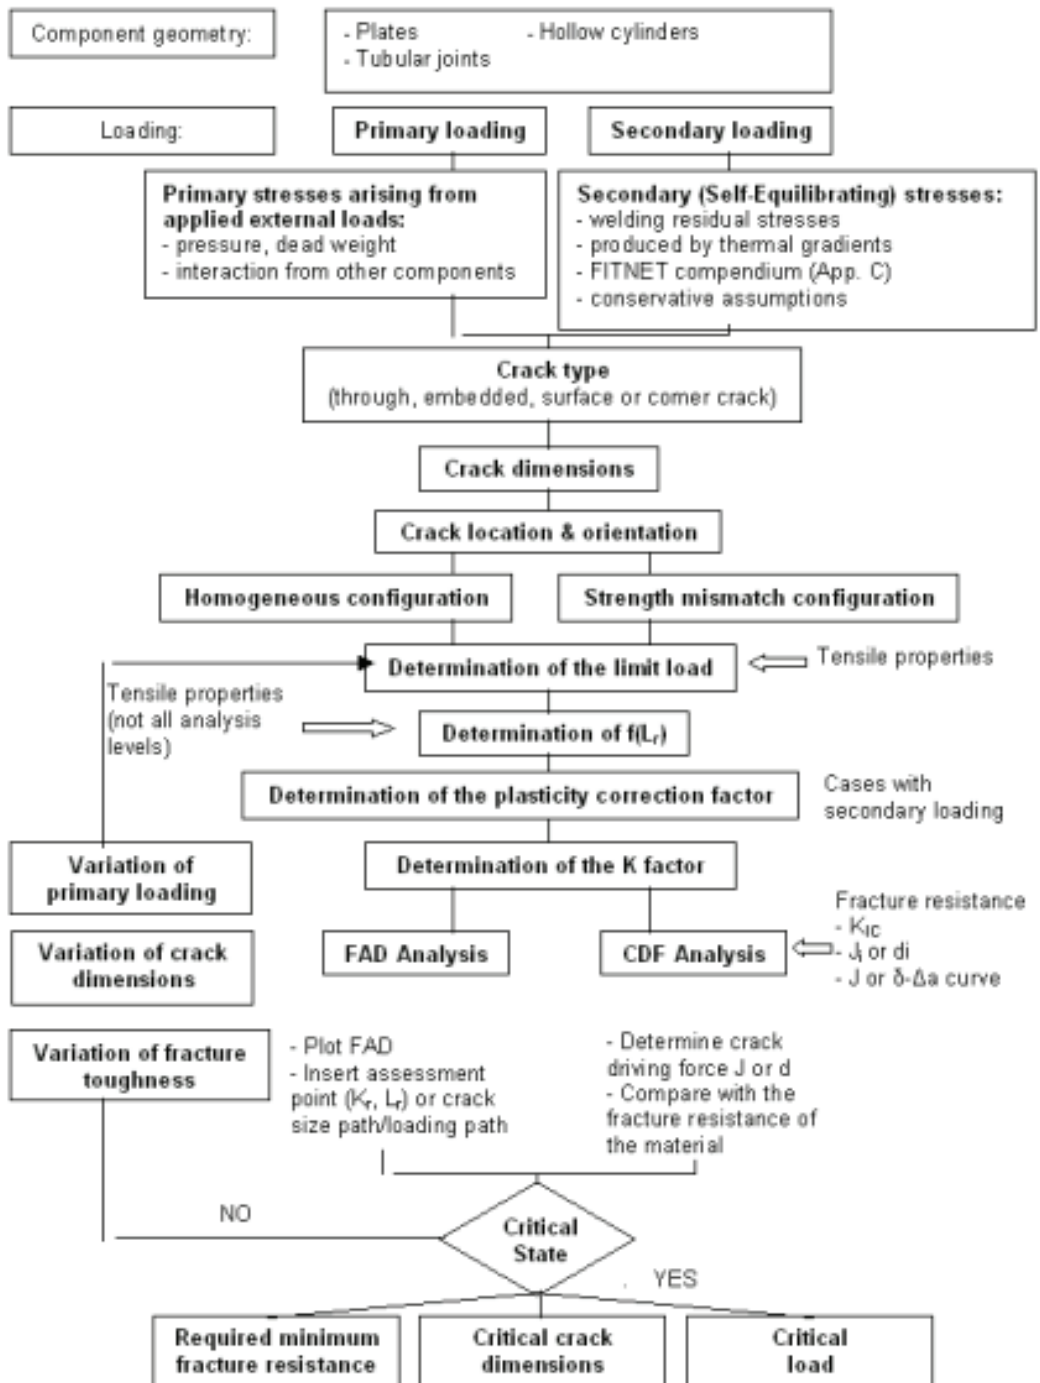 Component geometry:
- Plates - Hollow cylinders
- Tubular joints
Loading:
Primary loading
Secondary loading
Primary stresses arising from
applied external loads:
- pressure, dead weight
- interaction from other components
Secondary (Self-Equilibrating) stresses:
- welding residual stresses
- produced by thermal gradients
- FITNET compendium (App. C)
- conservative assumptions
Crack type
(through, embedded, surface or corner crack)
Crack dimensions
Crack location & orientation
Homogeneous configuration
Strength mismatch configuration
Determination of the limit load
Tensile properties
Tensile properties
(not all analysis
levels)
Determination of f(Lr)
Determination of the plasticity correction factor
Cases with
secondary loading
Variation of
primary loading
Determination of the K factor
Variation of crack
dimensions
FAD Analysis
CDF Analysis
Fracture resistance
- KIC
- Ji or di
- J or δ-Δa curve
Variation of fracture
toughness
- Plot FAD
- Insert assessment
point (Kr, Lr) or crack
size path/loading path
- Determine crack
driving force J or d
- Compare with the
fracture resistance of
the material
NO
Critical
State
YES
Required minimum
fracture resistance
Critical crack
dimensions
Critical
load